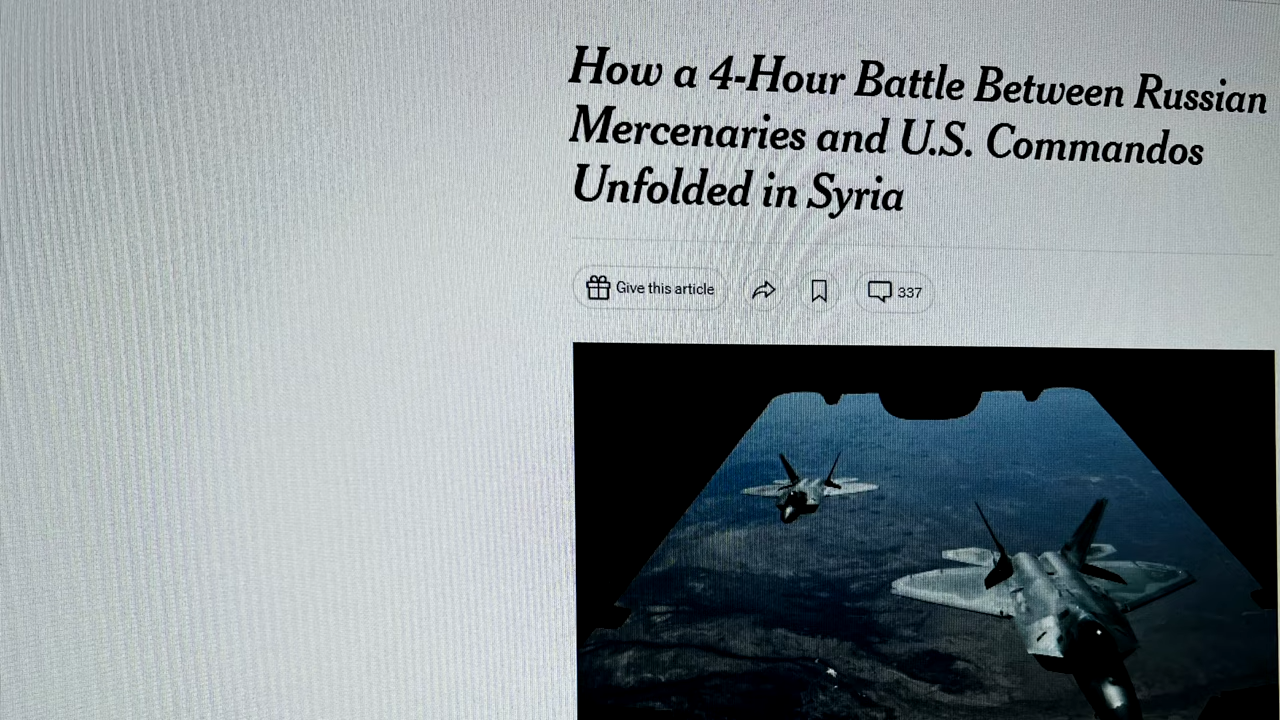 How a 4-Hour Battle Between Russian
Mercenaries and U.S. Commandos
Unfolded in Syria
Give this article
337